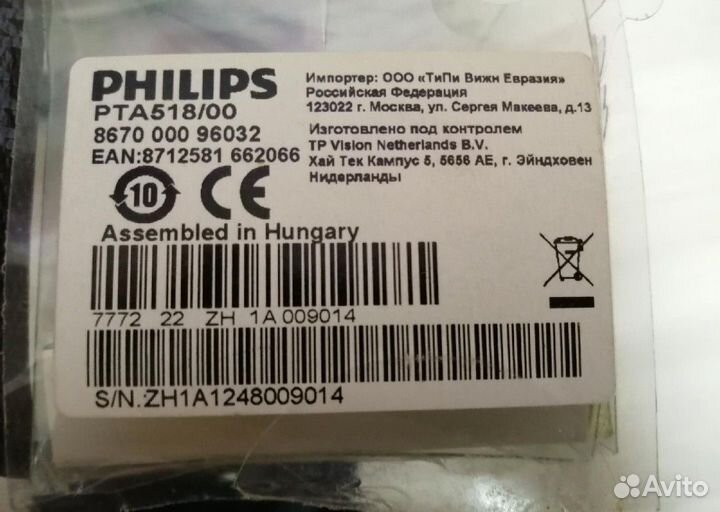 PHILIPS
PTA518/00
8670 000 96032
EAN:8712581 662066
Импортер: ООО «ТиПи Вижн Евразия»
Российская Федерация
123022 г. Москва, ул. Сергея Макеева, д.13
Изготовлено под контролем
TP Vision Netherlands B.V.
Хай Тек Кампус 5, 5656 АЕ, г. Эйндховен
Нидерланды
10 CE
Assembled in Hungary
7772 22 ZH 1A 009014
S/N.:ZH1A1248009014
Avito